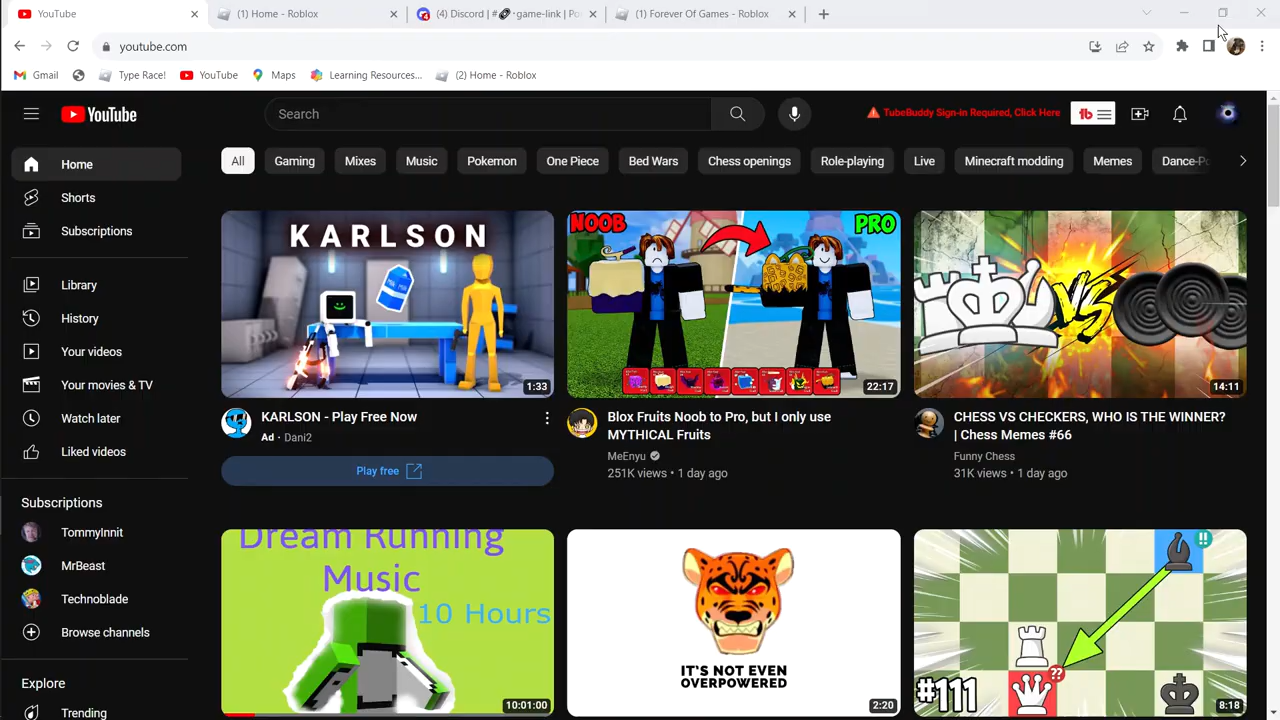 YouTube
(1) Home - Roblox
(4) Discord | # · game-link | Po
(1) Forever Of Games - Roblox
youtube.com
Gmail
Type Race!
YouTube
Maps
Learning Resources...
(2) Home - Roblox
YouTube
Search
TubeBuddy Sign-in Required, Click Here
tb
Home
Shorts
Subscriptions
Library
History
Your videos
Your movies & TV
Watch later
Liked videos
Subscriptions
TommyInnit
MrBeast
Technoblade
Browse channels
Explore
Trending
All
Gaming
Mixes
Music
Pokemon
One Piece
Bed Wars
Chess openings
Role-playing
Live
Minecraft modding
Memes
Dance-Po
KARLSON
1:33
KARLSON - Play Free Now
Ad · Dani2
Play free
NOOB
PRO
22:17
Blox Fruits Noob to Pro, but I only use
MYTHICAL Fruits
MeEnyu
251K views • 1 day ago
VS
14:11
CHESS VS CHECKERS, WHO IS THE WINNER?
| Chess Memes #66
Funny Chess
31K views • 1 day ago
Dream Running
Music
10 Hours
10:01:00
IT'S NOT EVEN
OVERPOWERED
2:20
!!
??
#111
8:18